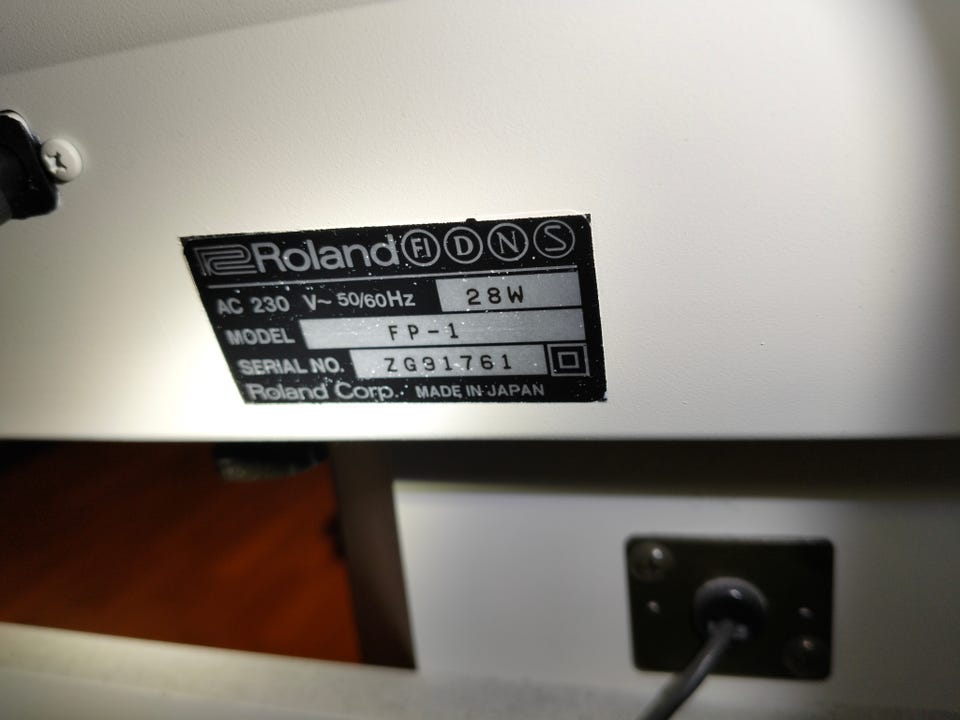 Roland FI D N S
AC 230 V~ 50/60Hz 28W
MODEL FP-1
SERIAL NO. ZG31761
Roland Corp. MADE IN JAPAN